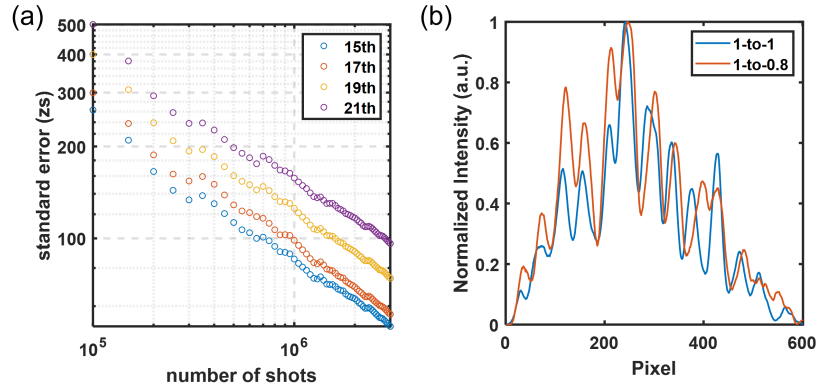 (a)
500
400
300
200
100
standard error (zs)
10^5
10^6
number of shots
15th
17th
19th
21th
(b)
1
0.8
0.6
0.4
0.2
0
Normalized Intensity (a.u.)
0
200
400
600
Pixel
1-to-1
1-to-0.8